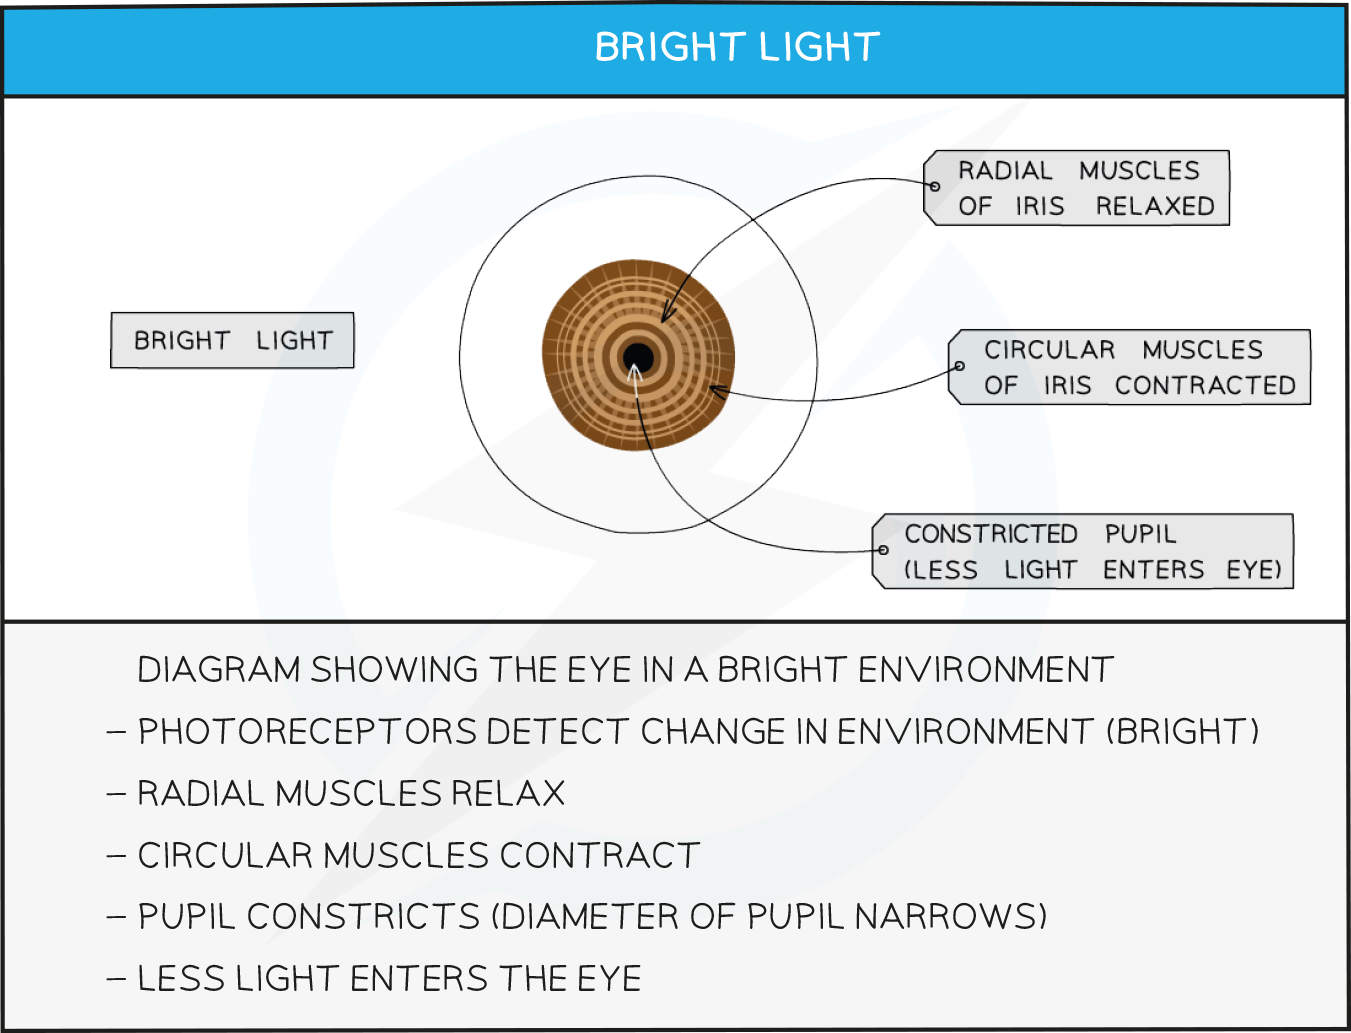 BRIGHT LIGHT
RADIAL MUSCLES
OF IRIS RELAXED
BRIGHT LIGHT
CIRCULAR MUSCLES
OF IRIS CONTRACTED
CONSTRICTED PUPIL
(LESS LIGHT ENTERS EYE)
DIAGRAM SHOWING THE EYE IN A BRIGHT ENVIRONMENT
– PHOTORECEPTORS DETECT CHANGE IN ENVIRONMENT (BRIGHT)
– RADIAL MUSCLES RELAX
– CIRCULAR MUSCLES CONTRACT
– PUPIL CONSTRICTS (DIAMETER OF PUPIL NARROWS)
– LESS LIGHT ENTERS THE EYE